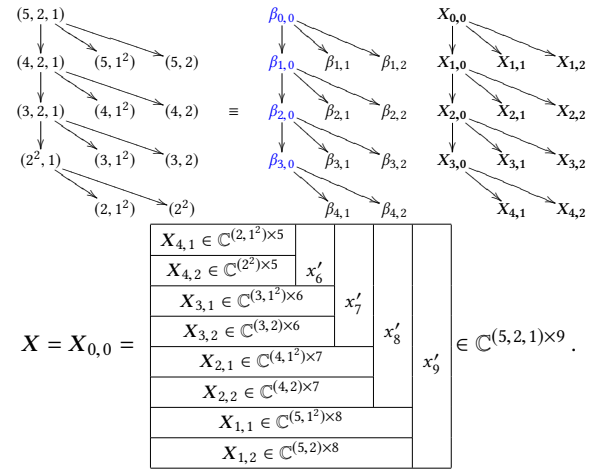 (5, 2, 1) β0,0 X0,0
(4, 2, 1) (5, 1²) (5, 2) β1,0 β1,1 β1,2 X1,0 X1,1 X1,2
(3, 2, 1) (4, 1²) (4, 2) ≡ β2,0 β2,1 β2,2 X2,0 X2,1 X2,2
(2², 1) (3, 1²) (3, 2) β3,0 β3,1 β3,2 X3,0 X3,1 X3,2
(2, 1²) (2²) β4,1 β4,2 X4,1 X4,2
X4,1 ∈ ℂ^(2,1²)×5
X4,2 ∈ ℂ^(2²)×5 x′6
X3,1 ∈ ℂ^(3,1²)×6 x′7
X = X0,0 = X3,2 ∈ ℂ^(3,2)×6 x′8 ∈ ℂ^(5,2,1)×9 .
X2,1 ∈ ℂ^(4,1²)×7 x′9
X2,2 ∈ ℂ^(4,2)×7
X1,1 ∈ ℂ^(5,1²)×8
X1,2 ∈ ℂ^(5,2)×8